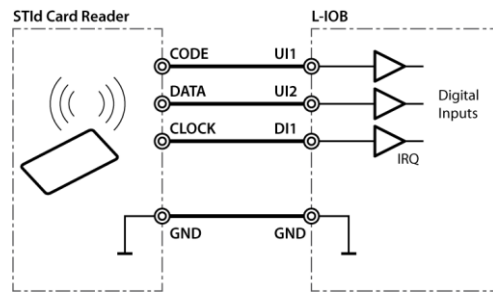 STId Card Reader
L-IOB
CODE
UI1
DATA
UI2
Digital
Inputs
CLOCK
DI1
IRQ
GND
GND